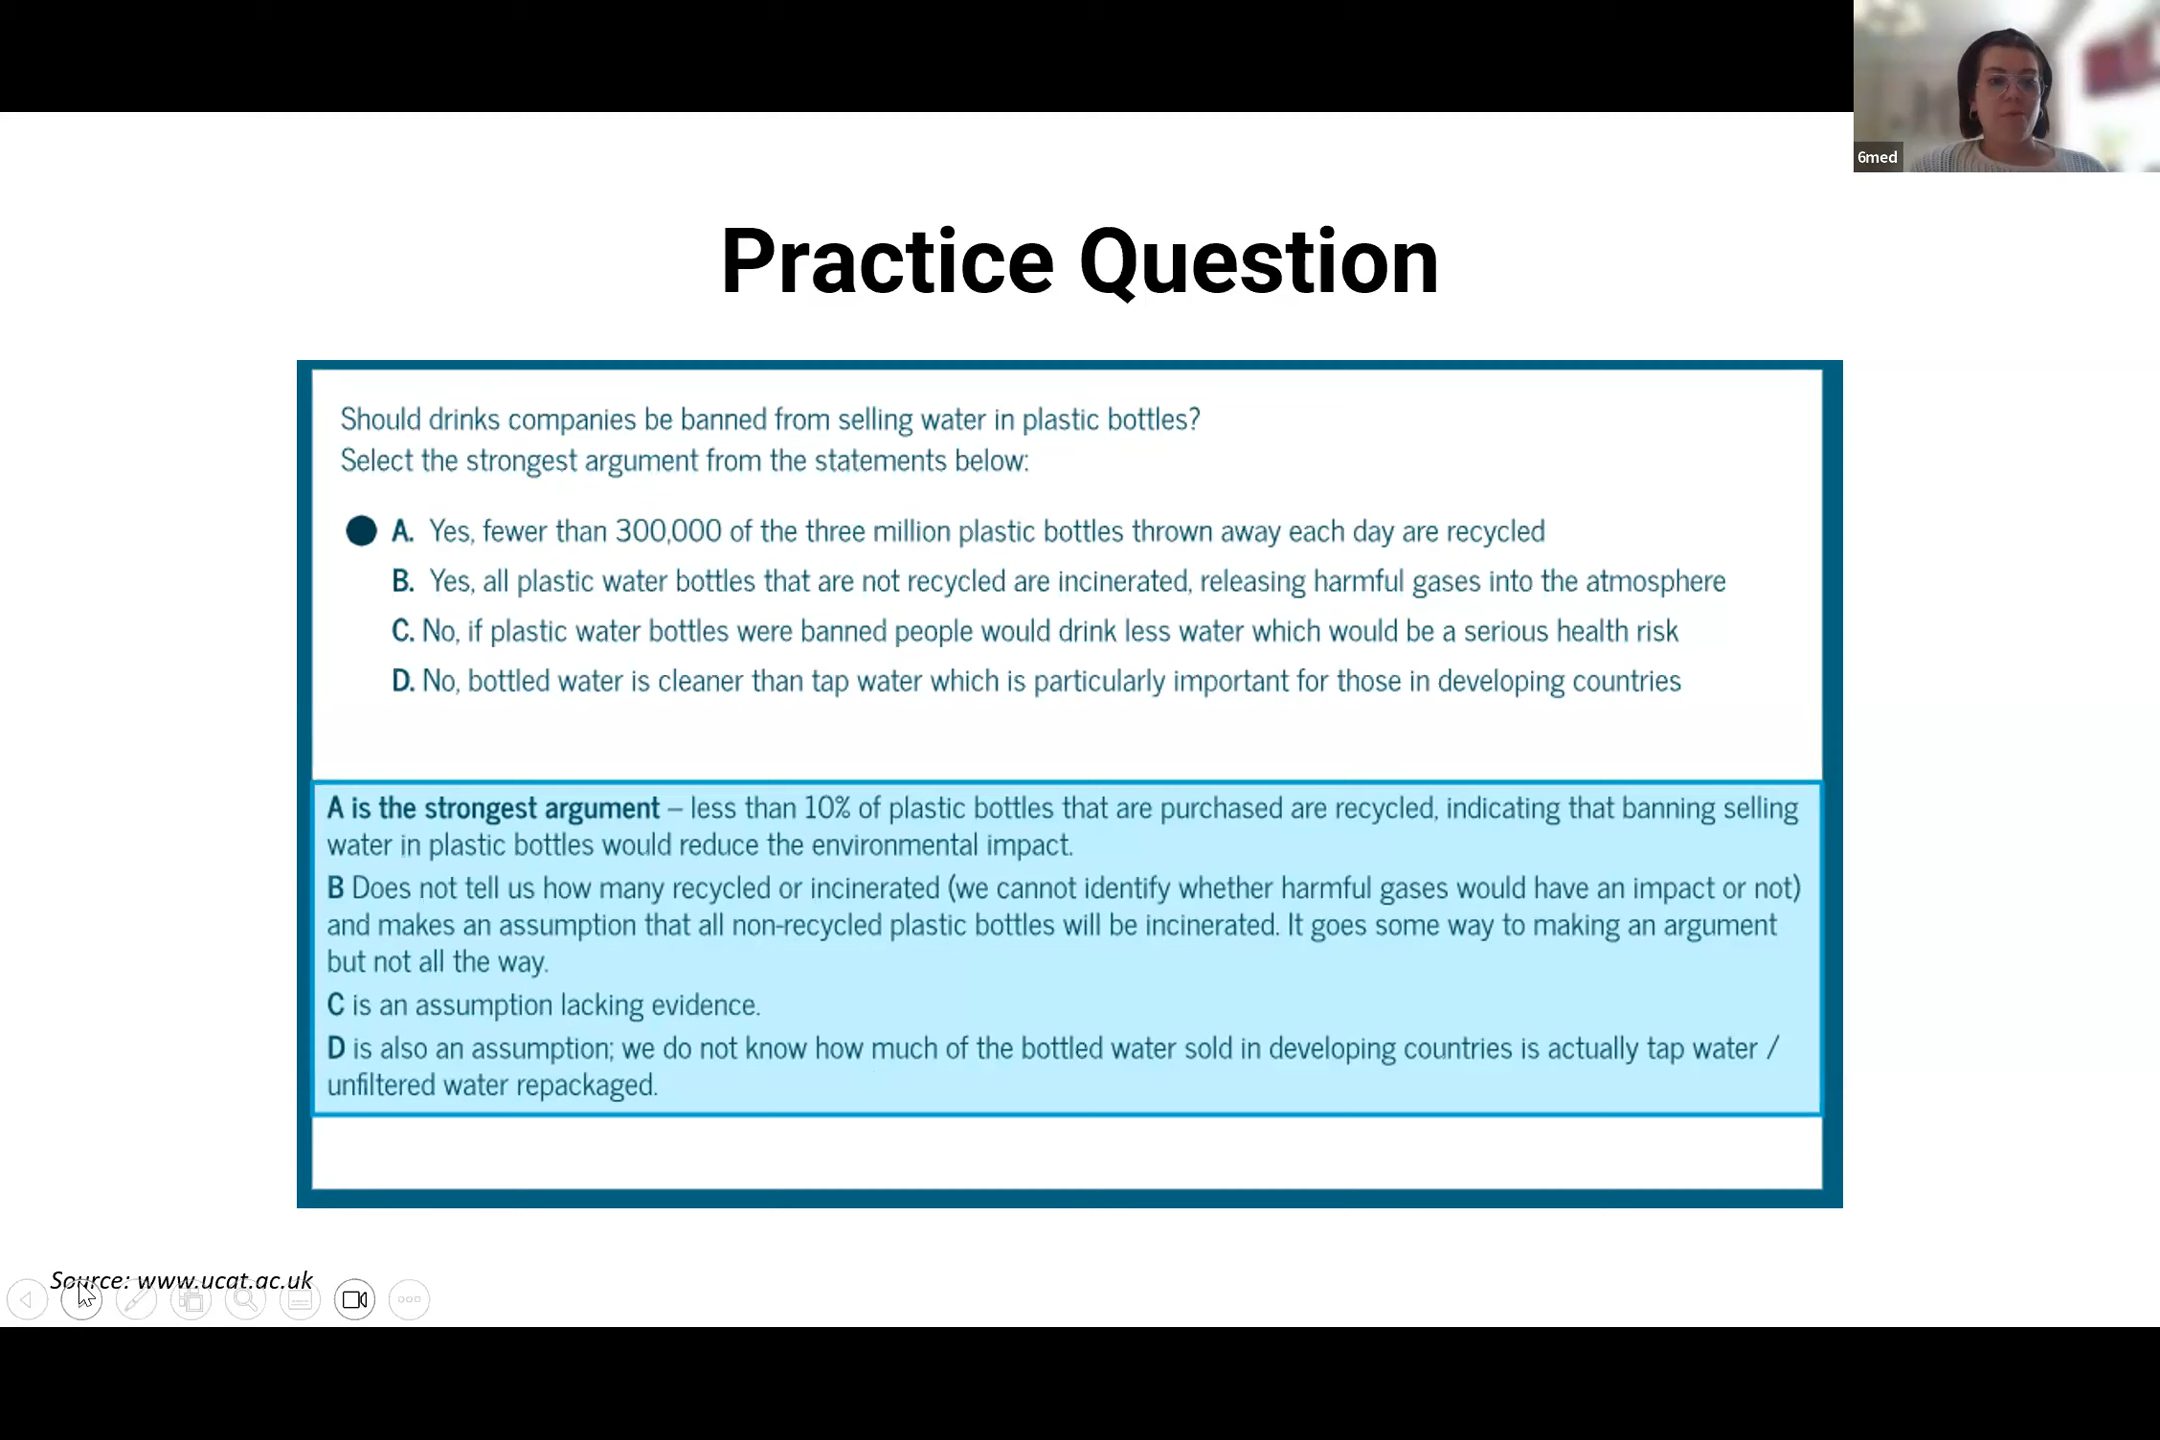 6med
Practice Question
Should drinks companies be banned from selling water in plastic bottles?
Select the strongest argument from the statements below:
A. Yes, fewer than 300,000 of the three million plastic bottles thrown away each day are recycled
B. Yes, all plastic water bottles that are not recycled are incinerated, releasing harmful gases into the atmosphere
C. No, if plastic water bottles were banned people would drink less water which would be a serious health risk
D. No, bottled water is cleaner than tap water which is particularly important for those in developing countries
A is the strongest argument – less than 10% of plastic bottles that are purchased are recycled, indicating that banning selling
water in plastic bottles would reduce the environmental impact.
B Does not tell us how many recycled or incinerated (we cannot identify whether harmful gases would have an impact or not)
and makes an assumption that all non-recycled plastic bottles will be incinerated. It goes some way to making an argument
but not all the way.
C is an assumption lacking evidence.
D is also an assumption; we do not know how much of the bottled water sold in developing countries is actually tap water /
unfiltered water repackaged.
Source: www.ucat.ac.uk